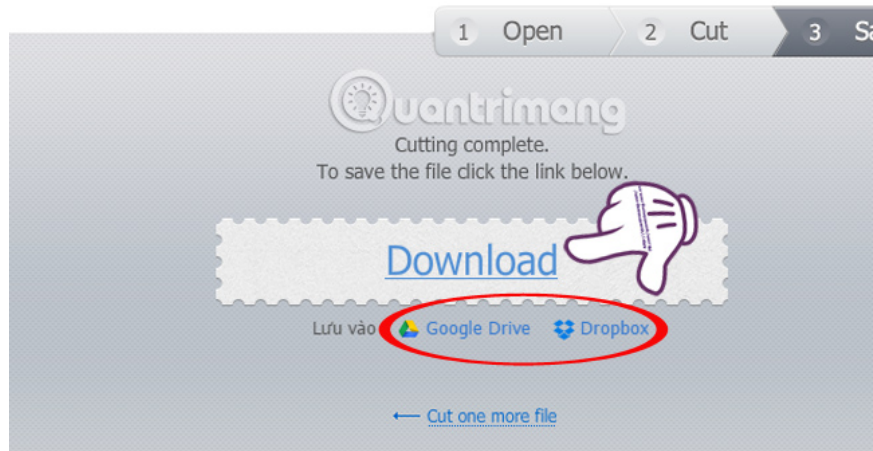 1 Open 2 Cut 3 Sa
Quantrimang
Cutting complete.
To save the file click the link below.
Download
Lưu vào Google Drive Dropbox
← Cut one more file